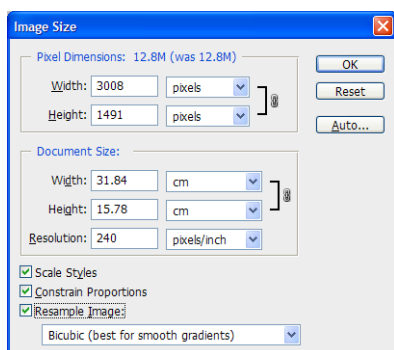 Image Size
Pixel Dimensions: 12.8M (was 12.8M)
OK
Width: 3008 pixels
Reset
Height: 1491 pixels
Auto...
Document Size:
Width: 31.84 cm
Height: 15.78 cm
Resolution: 240 pixels/inch
Scale Styles
Constrain Proportions
Resample Image:
Bicubic (best for smooth gradients)